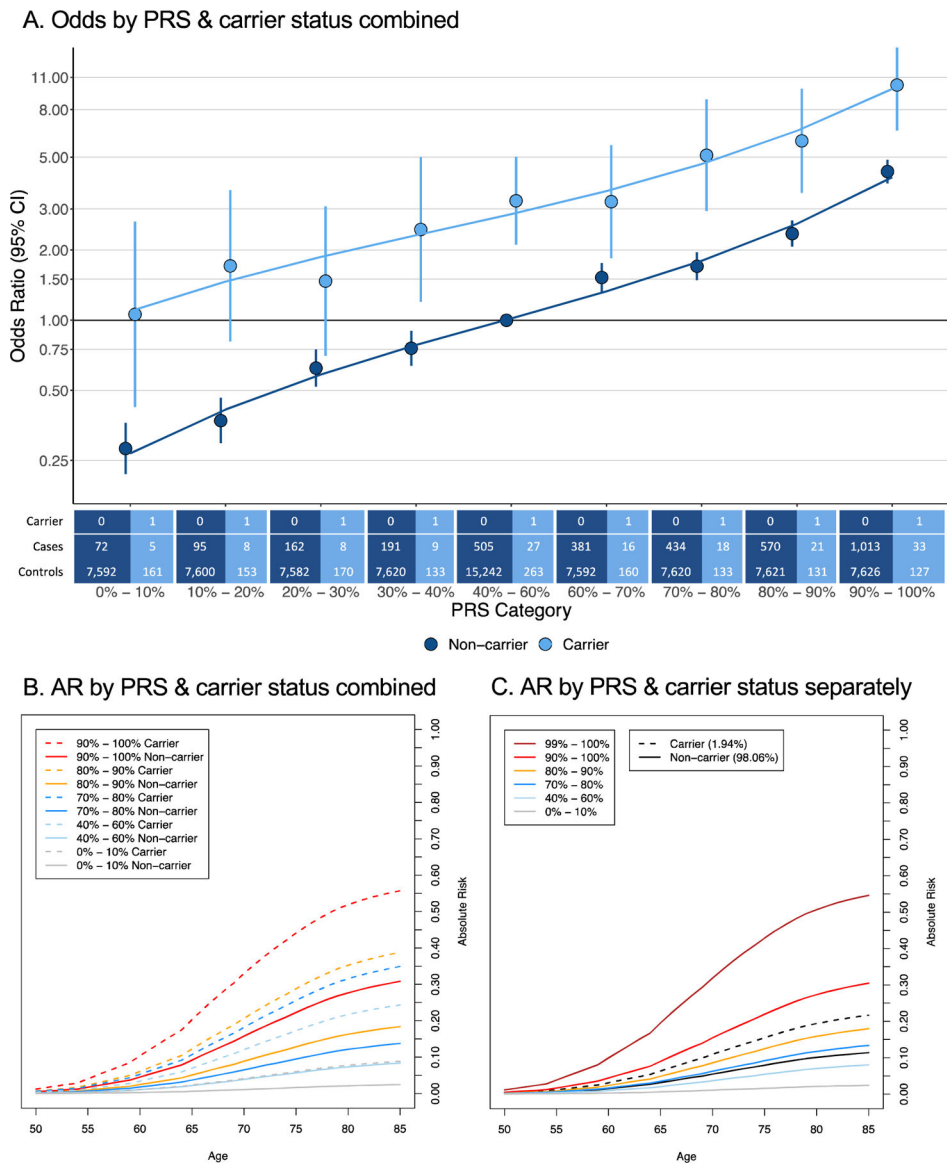 A. Odds by PRS & carrier status combined
Odds Ratio (95% CI)
11.00
8.00
5.00
3.00
2.00
1.50
1.00
0.75
0.50
0.25
Carrier 0 1 0 1 0 1 0 1 0 1 0 1 0 1 0 1 0 1
Cases 72 5 95 8 162 8 191 9 505 27 381 16 434 18 570 21 1,013 33
Controls 7,592 161 7,600 153 7,582 170 7,620 133 15,242 263 7,592 160 7,620 133 7,621 131 7,626 127
0% – 10% 10% – 20% 20% – 30% 30% – 40% 40% – 60% 60% – 70% 70% – 80% 80% – 90% 90% – 100%
PRS Category
Non–carrier Carrier
B. AR by PRS & carrier status combined
90% – 100% Carrier
90% – 100% Non–carrier
80% – 90% Carrier
80% – 90% Non–carrier
70% – 80% Carrier
70% – 80% Non–carrier
40% – 60% Carrier
40% – 60% Non–carrier
0% – 10% Carrier
0% – 10% Non–carrier
1.00
0.90
0.80
0.70
0.60
0.50
0.40
0.30
0.20
0.10
0.00
Absolute Risk
50 55 60 65 70 75 80 85
Age
C. AR by PRS & carrier status separately
99% – 100%
90% – 100%
80% – 90%
70% – 80%
40% – 60%
0% – 10%
Carrier (1.94%)
Non–carrier (98.06%)
1.00
0.90
0.80
0.70
0.60
0.50
0.40
0.30
0.20
0.10
0.00
Absolute Risk
50 55 60 65 70 75 80 85
Age